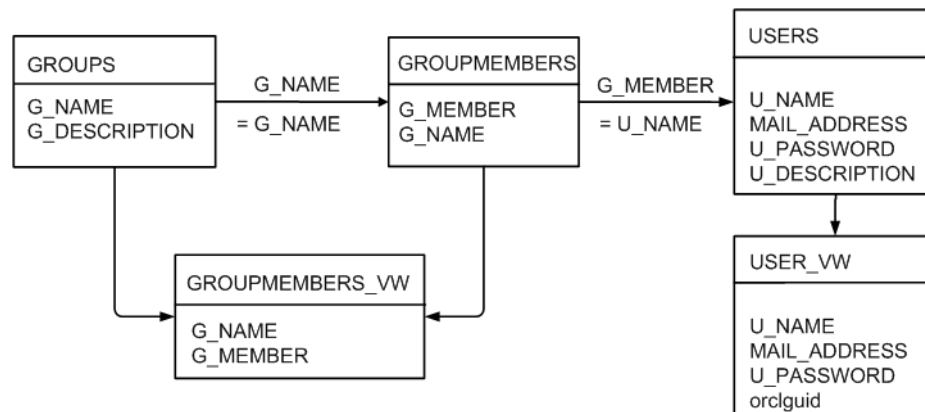 GROUPS
G_NAME
G_DESCRIPTION
G_NAME
= G_NAME
GROUPMEMBERS
G_MEMBER
G_NAME
G_MEMBER
= U_NAME
USERS
U_NAME
MAIL_ADDRESS
U_PASSWORD
U_DESCRIPTION
GROUPMEMBERS_VW
G_NAME
G_MEMBER
USER_VW
U_NAME
MAIL_ADDRESS
U_PASSWORD
orclguid